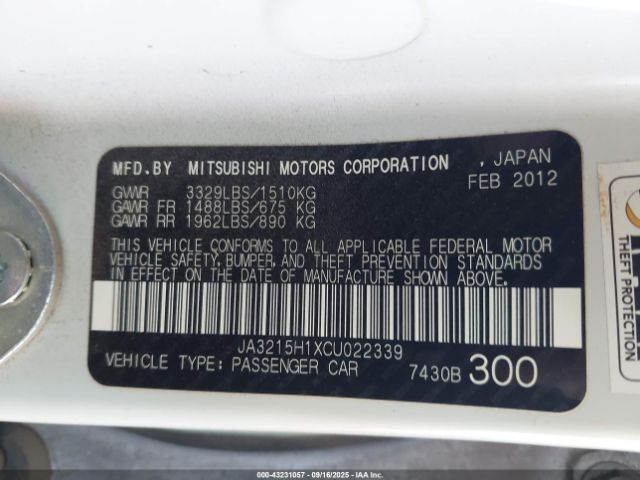 MFD.BY MITSUBISHI MOTORS CORPORATION , JAPAN
FEB 2012
GVWR 3329LBS/1510KG
GAWR FR 1488LBS/675 KG
GAWR RR 1962LBS/890 KG
THIS VEHICLE CONFORMS TO ALL APPLICABLE FEDERAL MOTOR
VEHICLE SAFETY, BUMPER, AND THEFT PREVENTION STANDARDS
IN EFFECT ON THE DATE OF MANUFACTURE SHOWN ABOVE.
JA3215H1XCU022339
VEHICLE TYPE: PASSENGER CAR 7430B 300
THEFT PROTECTION
000-43231057 - 09/16/2025 - IAAI.COM